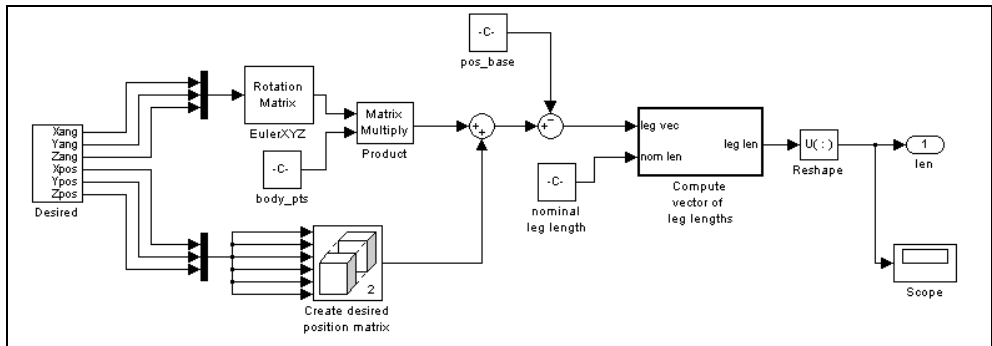 -C-
pos_base
Rotation
Matrix
EulerXYZ
Matrix
Multiply
Product
-C-
body_pts
Xang
Yang
Zang
Xpos
Ypos
Zpos
Desired
2
Create desired
position matrix
-C-
nominal
leg length
leg vec
nom len
leg len
Compute
vector of
leg lengths
U( : )
Reshape
1
len
Scope